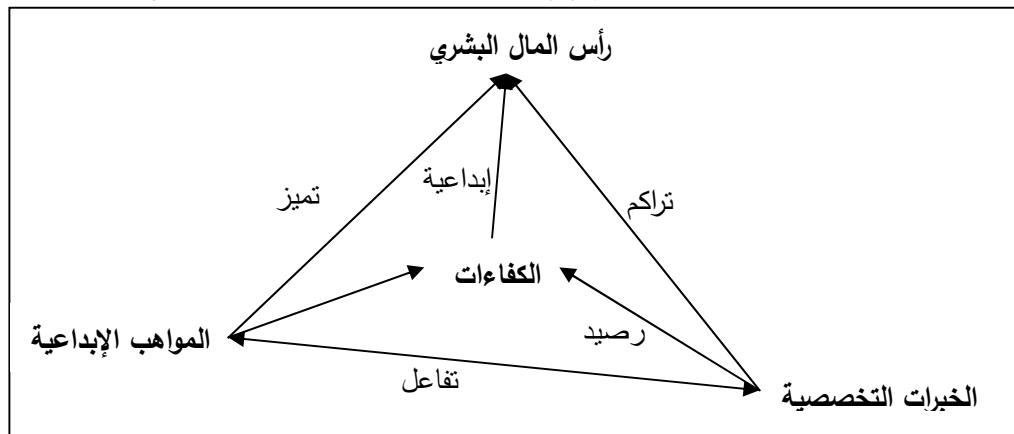 رأس المال البشري
إبداعية
تميز
تراكم
الكفاءات
رصيد
المواهب الإبداعية
تفاعل
الخبرات التخصصية